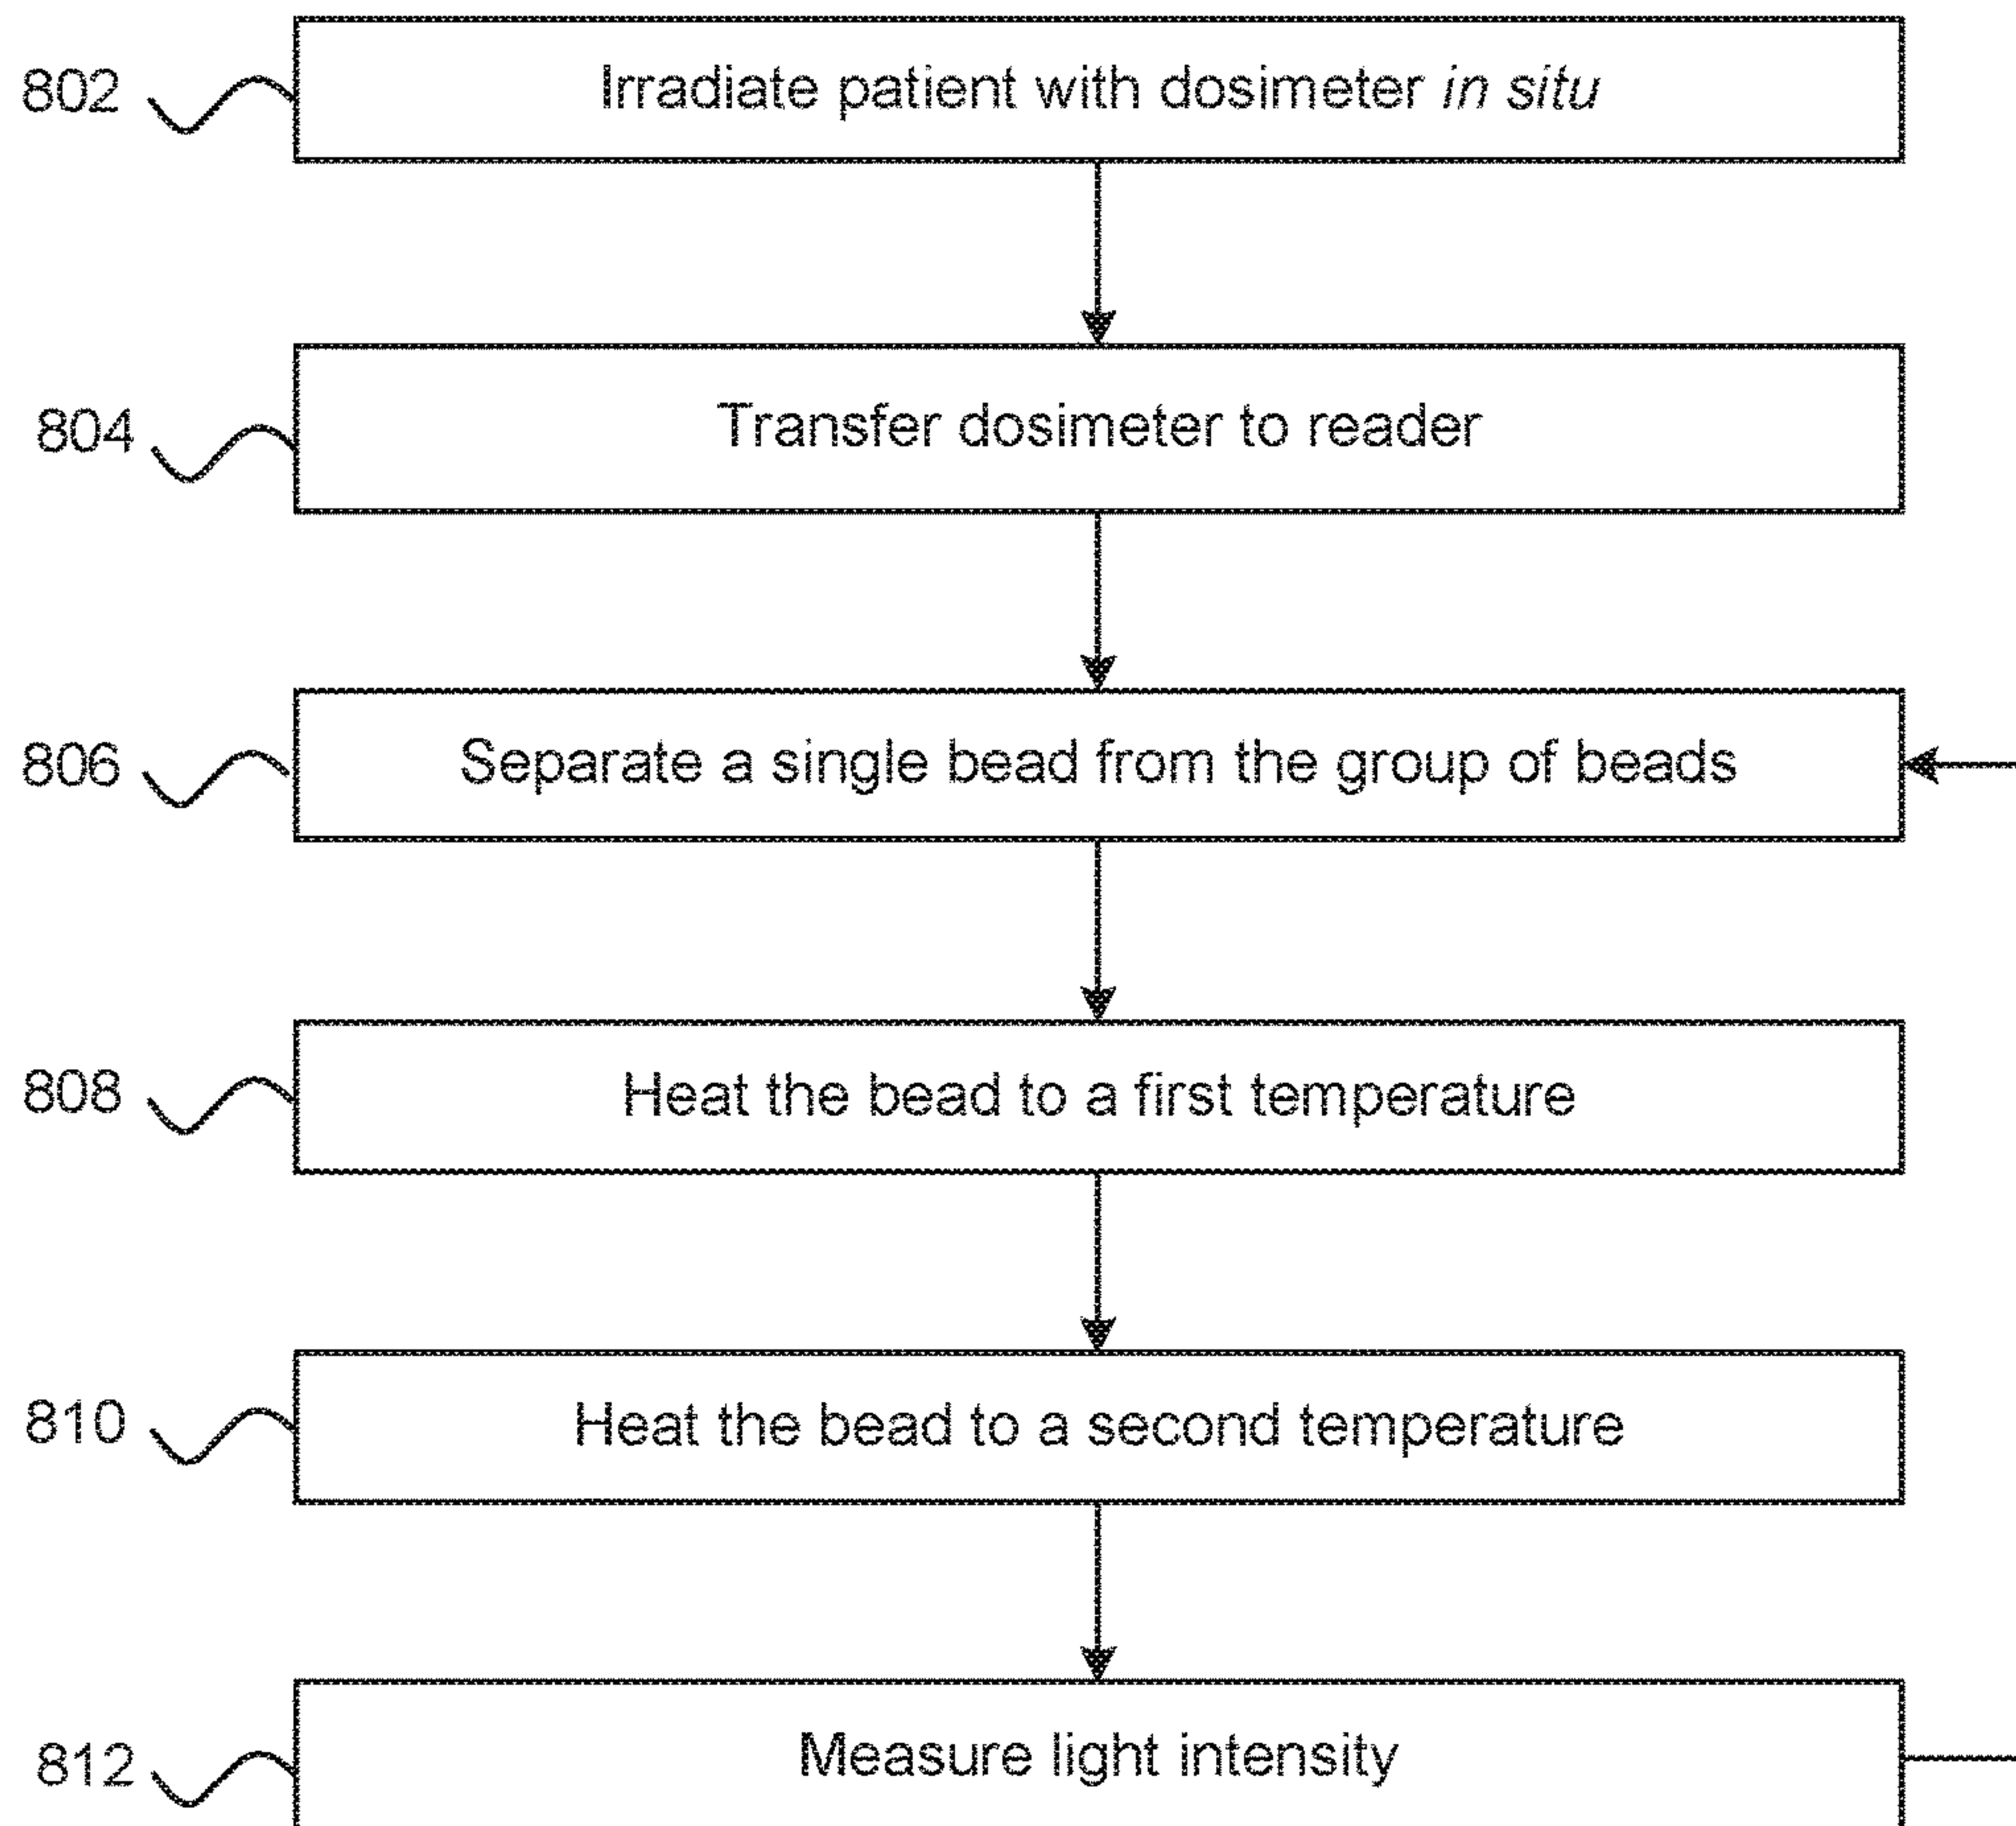 802 Irradiate patient with dosimeter in situ
804 Transfer dosimeter to reader
806 Separate a single bead from the group of beads
808 Heat the bead to a first temperature
810 Heat the bead to a second temperature
812 Measure light intensity